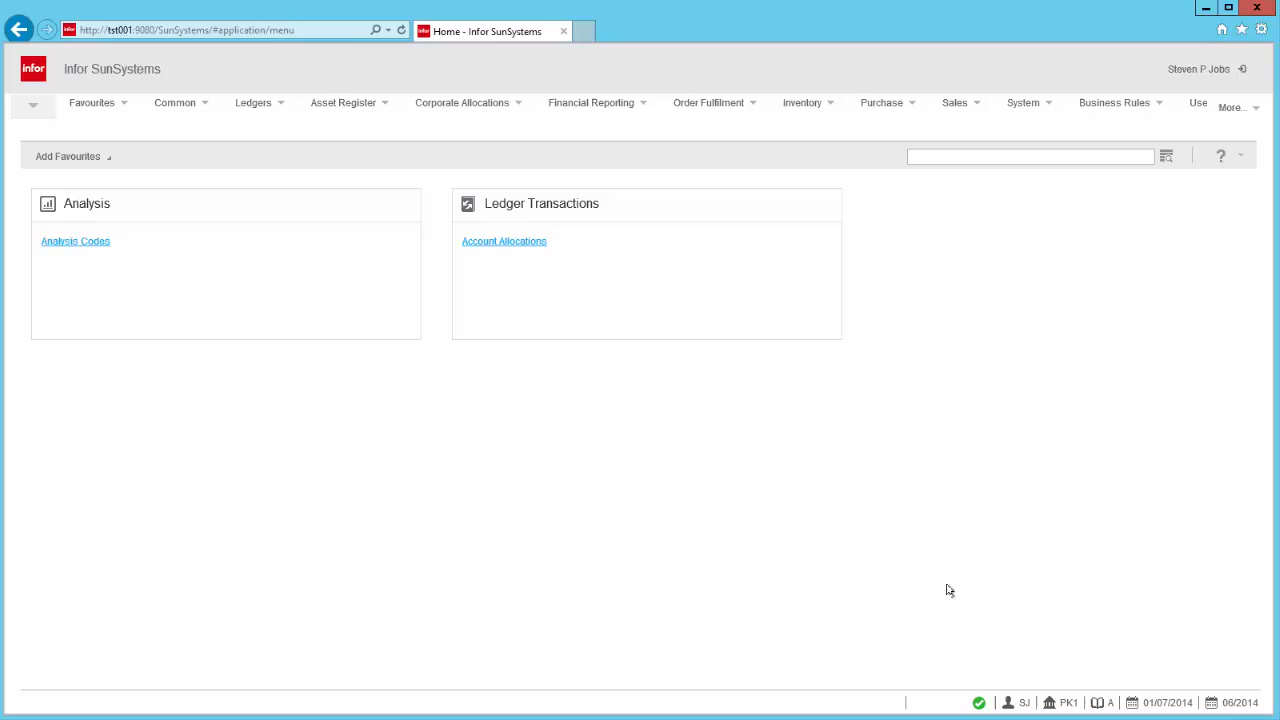 http://tst001:9080/SunSystems/#application/menu
infor Home - Infor SunSystems
infor Infor SunSystems Steven P Jobs
Favourites Common Ledgers Asset Register Corporate Allocations Financial Reporting Order Fulfilment Inventory Purchase Sales System Business Rules Use More...
Add Favourites ?
Analysis Ledger Transactions
Analysis Codes Account Allocations
SJ PK1 A 01/07/2014 06/2014